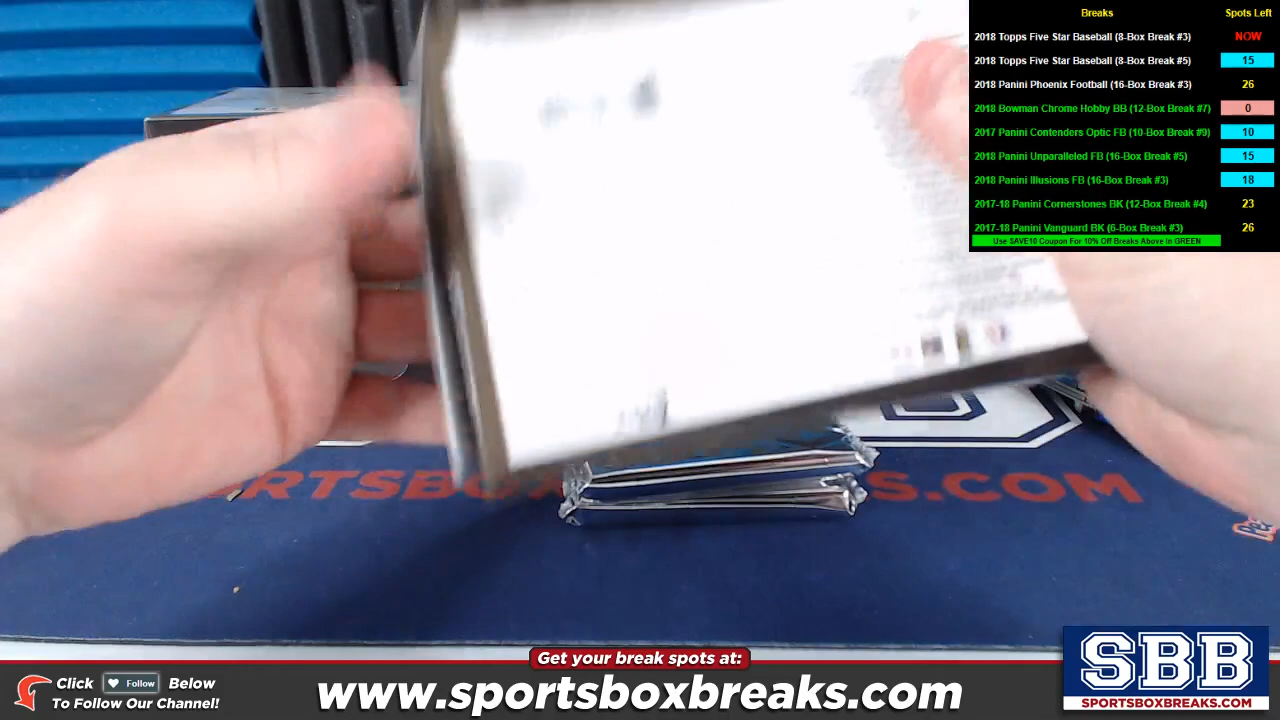 Breaks Spots Left
2018 Topps Five Star Baseball (8-Box Break #3) NOW
2018 Topps Five Star Baseball (8-Box Break #5) 15
2018 Panini Phoenix Football (16-Box Break #3) 26
2018 Bowman Chrome Hobby BB (12-Box Break #7) 0
2017 Panini Contenders Optic FB (10-Box Break #9) 10
2018 Panini Unparalleled FB (16-Box Break #5) 15
2018 Panini Illusions FB (16-Box Break #3) 18
2017-18 Panini Cornerstones BK (12-Box Break #4) 23
2017-18 Panini Vanguard BK (6-Box Break #3) 26
Use SAVE10 Coupon For 10% Off Breaks Above In GREEN
RTSB S.COM
Get your break spots at:
Click Follow Below
To Follow Our Channel!
www.sportsboxbreaks.com
SBB
SPORTSBOXBREAKS.COM